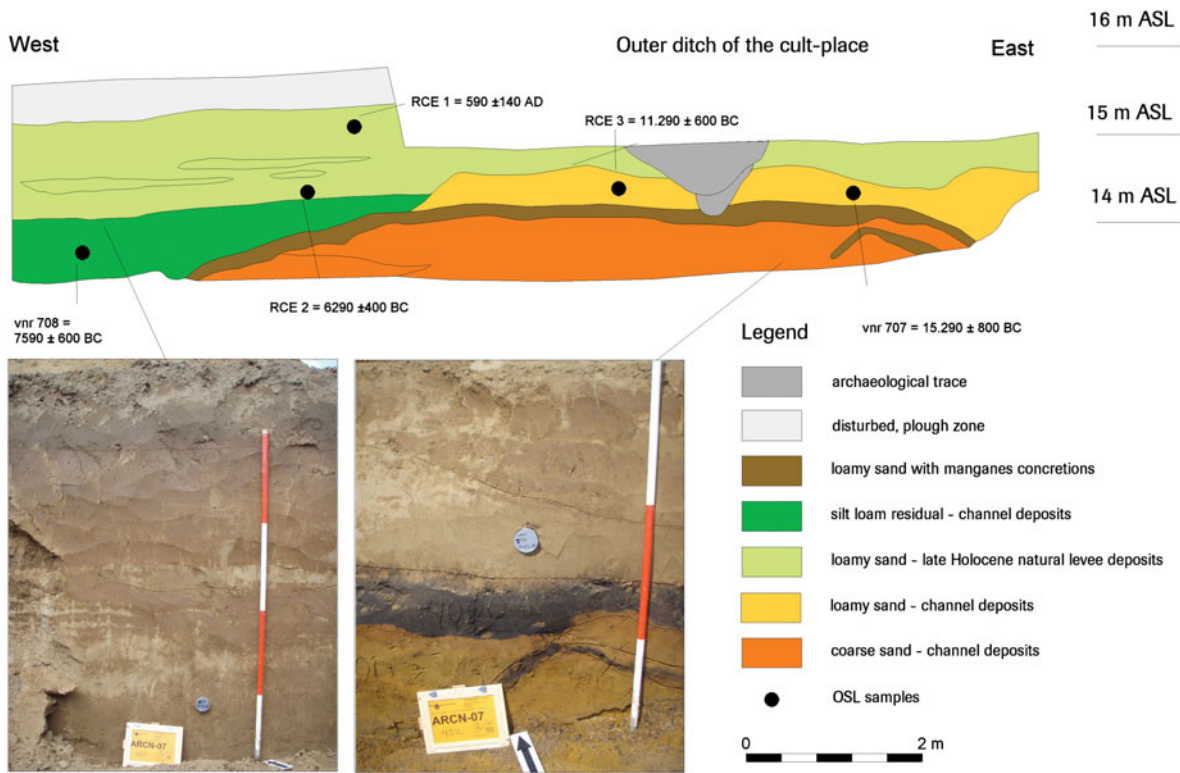 16 m ASL
West
Outer ditch of the cult-place
East
RCE 1 = 590 ±140 AD
15 m ASL
RCE 3 = 11.290 ± 600 BC
14 m ASL
RCE 2 = 6290 ±400 BC
vnr 708 =
7590 ± 600 BC
vnr 707 = 15.290 ± 800 BC
Legend
archaeological trace
disturbed, plough zone
loamy sand with manganes concretions
silt loam residual - channel deposits
loamy sand - late Holocene natural levee deposits
loamy sand - channel deposits
coarse sand - channel deposits
OSL samples
0
2 m
ARCN-07
ARCN-07